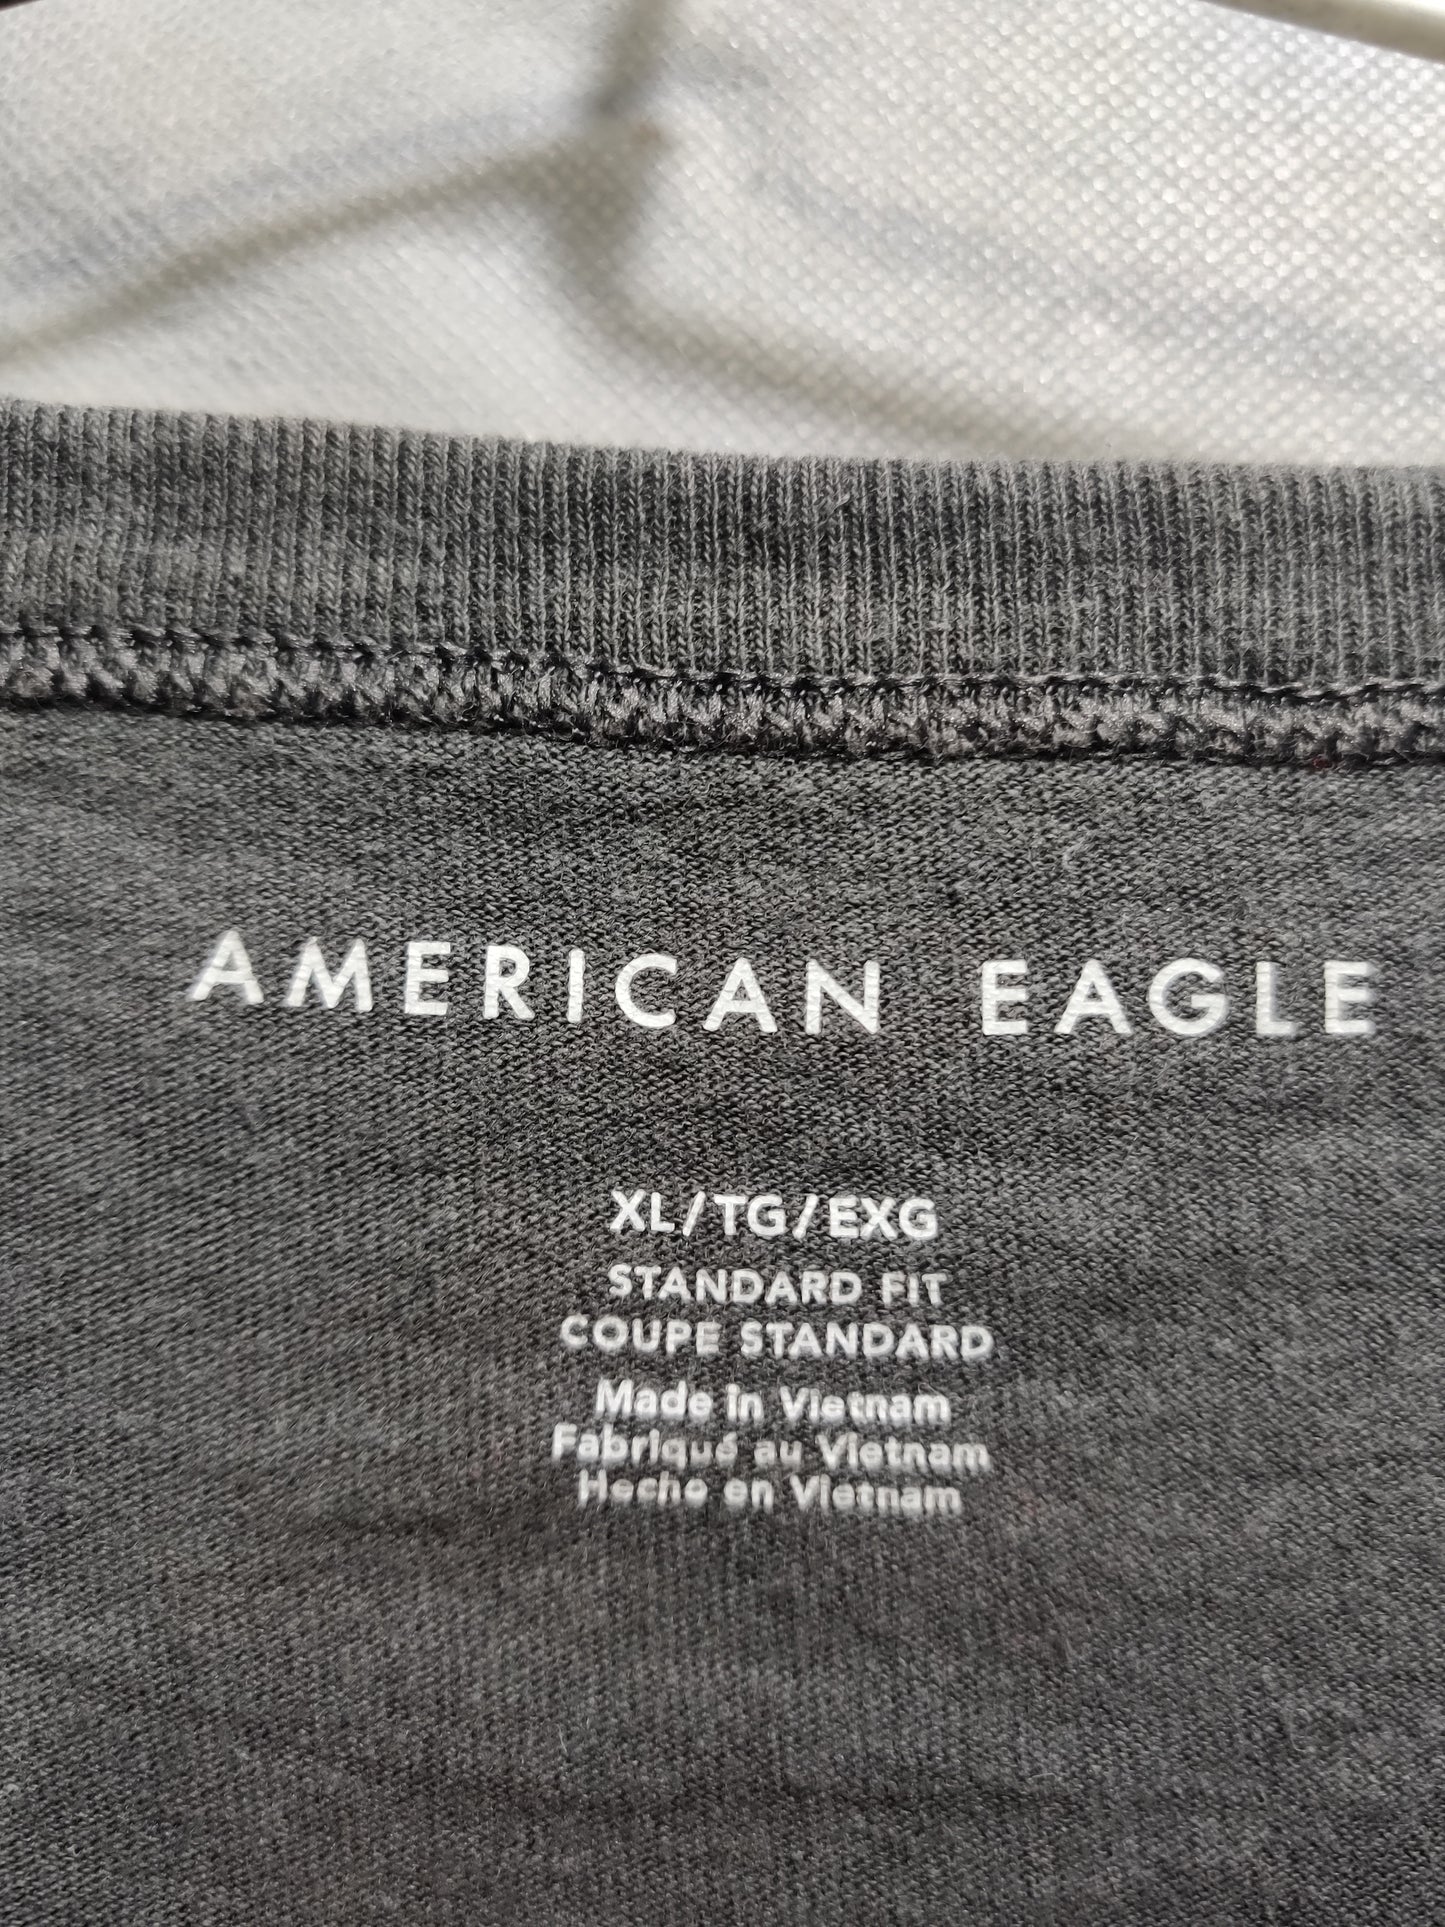 AMERICAN EAGLE
XL/TG/EXG
STANDARD FIT
COUPE STANDARD
Made in Vietnam
Fabriqué au Vietnam
Hecho en Vietnam